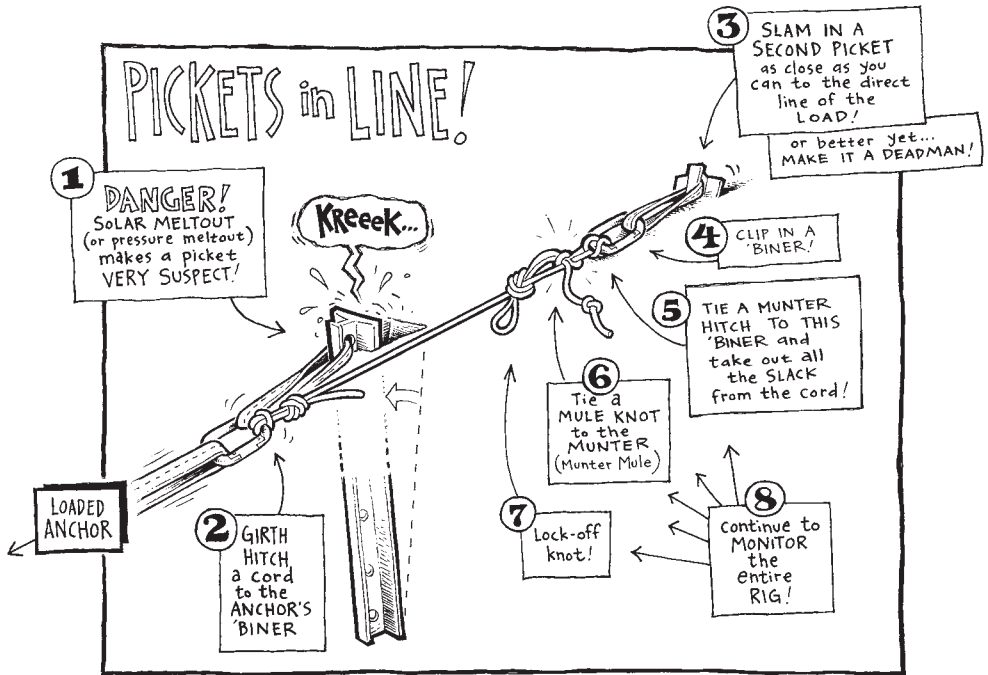 PICKETS in LINE!
1
DANGER!
SOLAR MELTOUT
(or pressure meltout)
makes a picket
VERY SUSPECT!
KReeeK...
3
SLAM IN A
SECOND PICKET
as close as you
can to the direct
line of the
LOAD!
or better yet...
MAKE IT A DEADMAN!
4
CLIP IN A
'BINER!
5
TIE A MUNTER
HITCH TO THIS
'BINER and
take out all
the SLACK
from the cord!
6
Tie a
MULE KNOT
to the
MUNTER
(Munter Mule)
LOADED
ANCHOR
2
GIRTH
HITCH
a cord
to the
ANCHOR'S
'BINER
7
Lock-off
knot!
8
Continue to
MONITOR
the
entire
RIG!